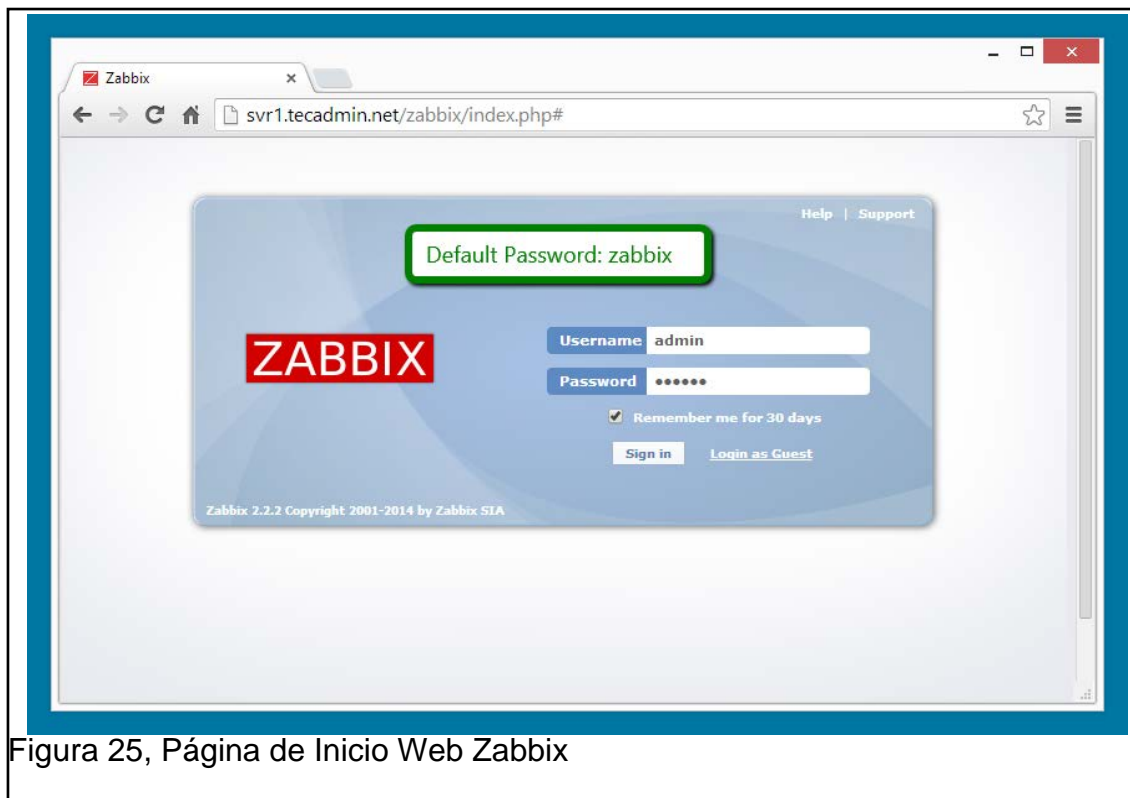 Zabbix
svr1.tecadmin.net/zabbix/index.php#
Help | Support
Default Password: zabbix
ZABBIX
Username admin
Password ••••••
Remember me for 30 days
Sign in Login as Guest
Zabbix 2.2.2 Copyright 2001-2014 by Zabbix SIA
Figura 25, Página de Inicio Web Zabbix